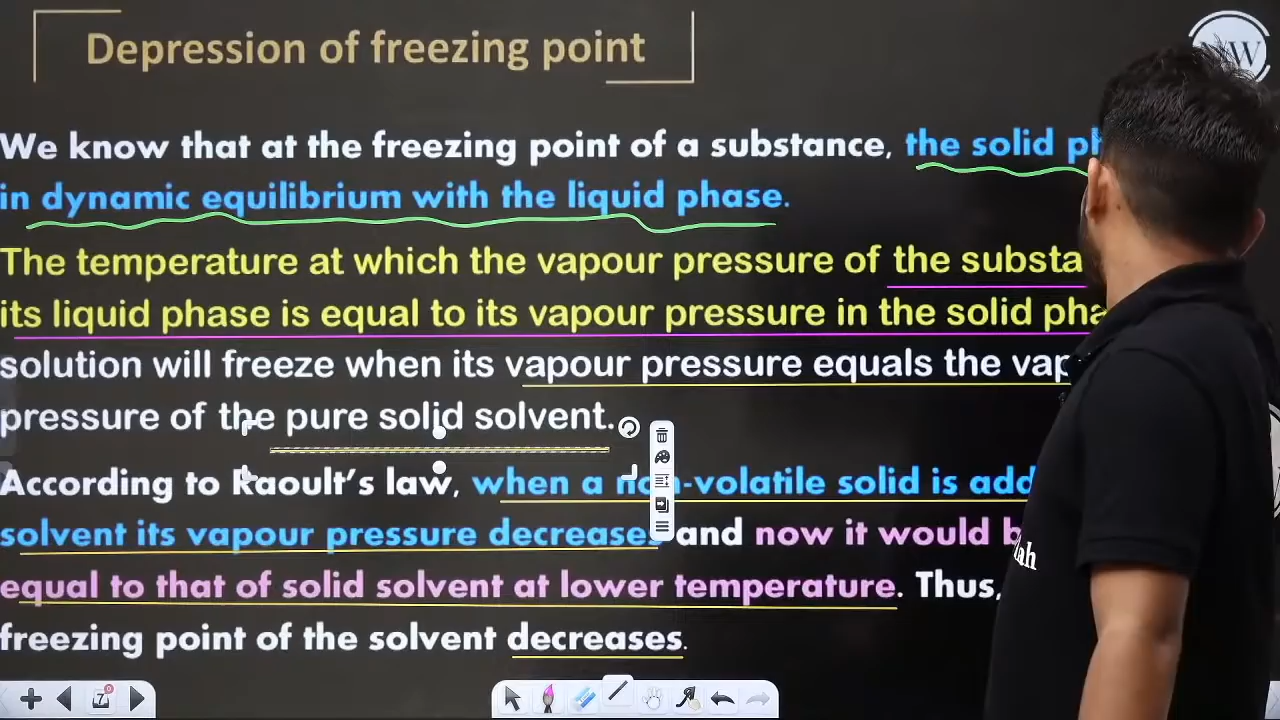 Depression of freezing point
W
We know that at the freezing point of a substance, the solid
in dynamic equilibrium with the liquid phase.
The temperature at which the vapour pressure of the
its liquid phase is equal to its vapour pressure in the solid
solution will freeze when its vapour pressure equals the
pressure of the pure solid solvent.
According to Raoult's law, when a non-volatile solid is
solvent its vapour pressure decreases and now it would
equal to that of solid solvent at lower temperature. Thus,
freezing point of the solvent decreases.